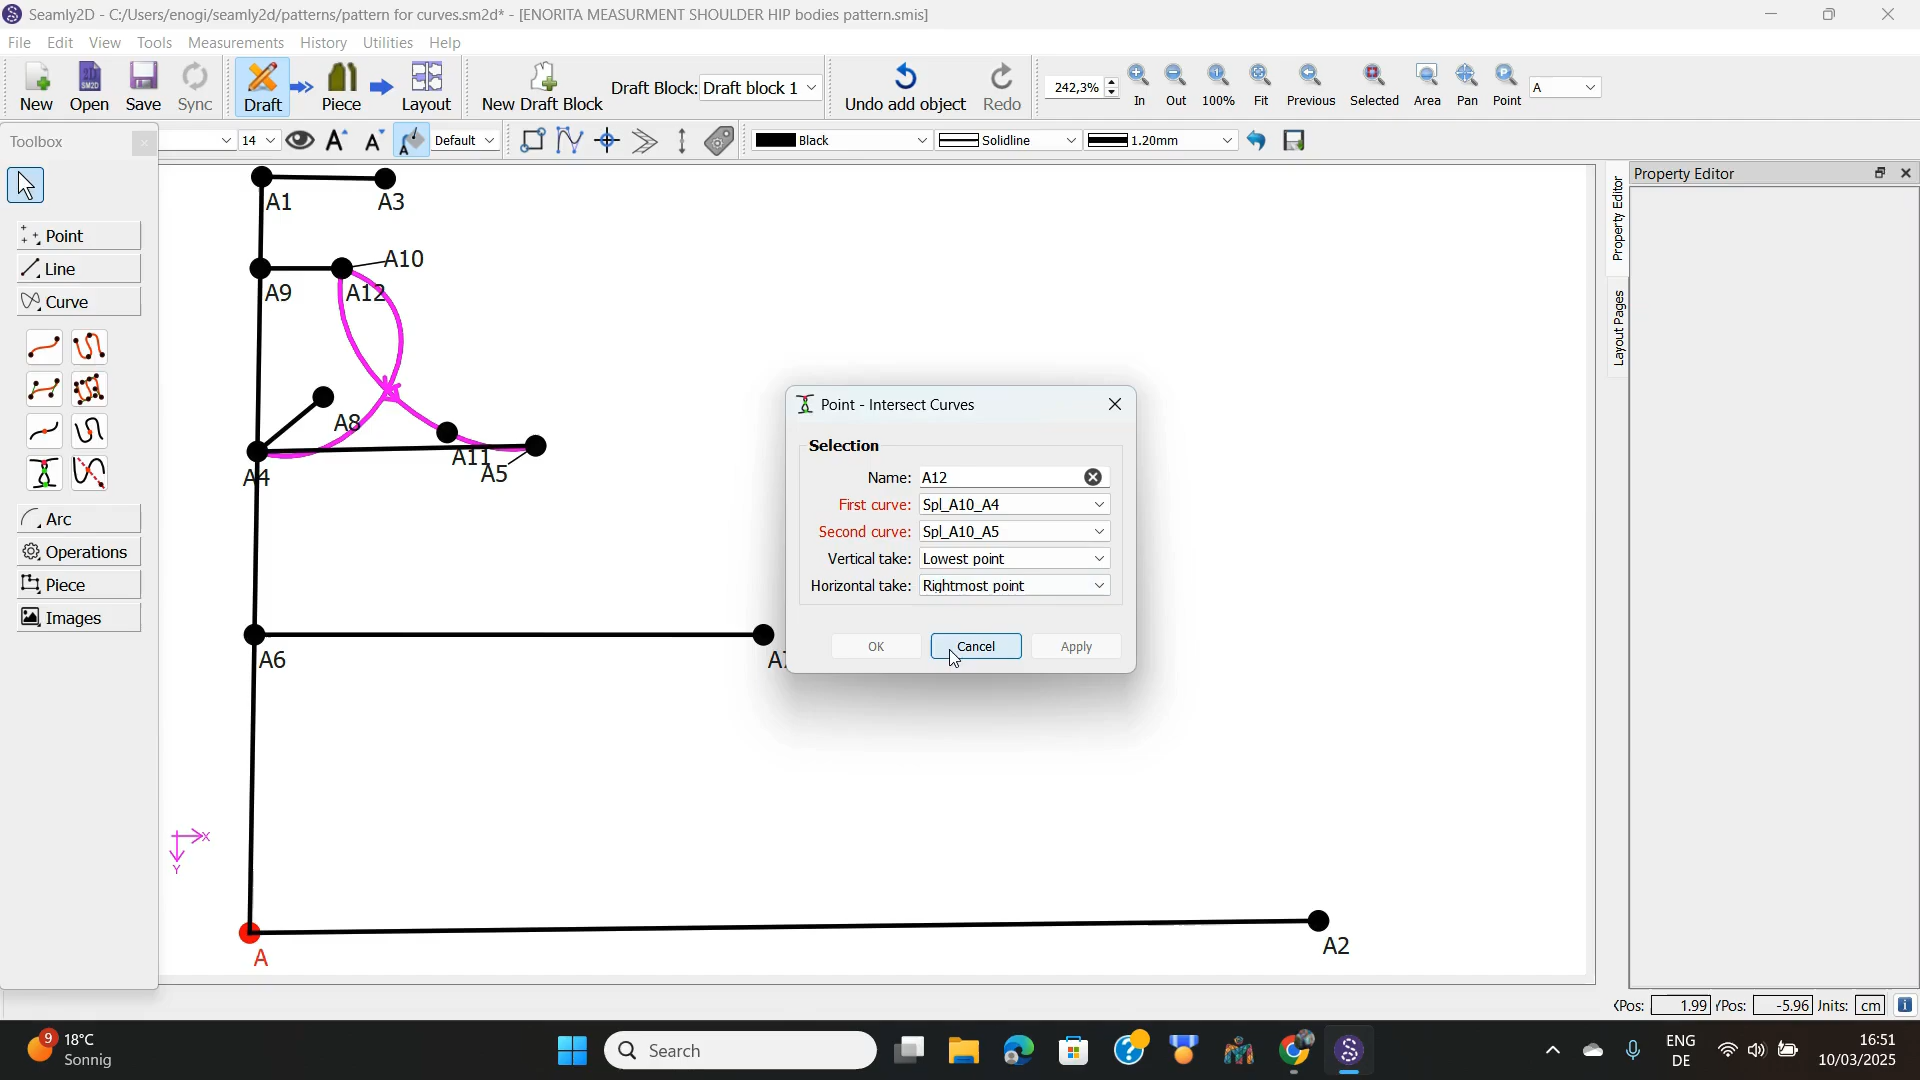 Seamly2D - C:/Users/enogi/seamly2d/patterns/pattern for curves.sm2d* - [ENORITA MEASURMENT SHOULDER HIP bodies pattern.smis]
File Edit View Tools Measurements History Utilities Help
New Open Save Sync Draft Piece Layout New Draft Block Draft Block: Draft block 1 Undo add object Redo 242,3% In Out 100% Fit Previous Selected Area Pan Point A
Toolbox 14 Default Black Solidline 1.20mm
Property Editor
Property Editor
Layout Pages
Point
Line
Curve
Arc
Operations
Piece
Images
A1
A3
A10
A9
A12
A8
A11
A5
A4
A6
A
A2
X
Y
Point - Intersect Curves
Selection
Name: A12
First curve: Spl_A10_A4
Second curve: Spl_A10_A5
Vertical take: Lowest point
Horizontal take: Rightmost point
OK Cancel Apply
1.99 -5.96 cm
9
18°C
Sonnig
Search
ENG
DE
16:51
10/03/2025